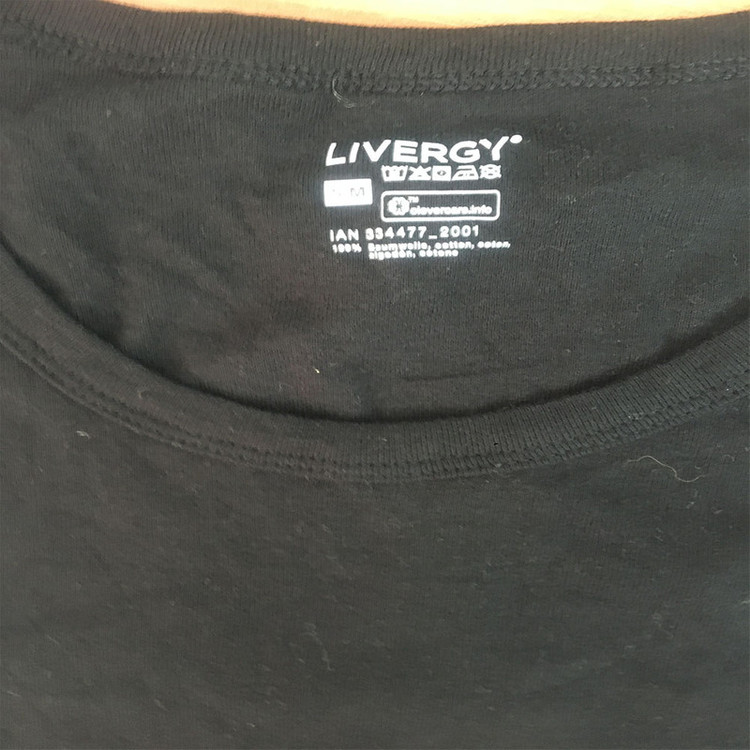 LIVERGY®
M
clevercare.info
IAN 334477_2001
100% Baumwolle, cotton, coton,
algodón, cotone